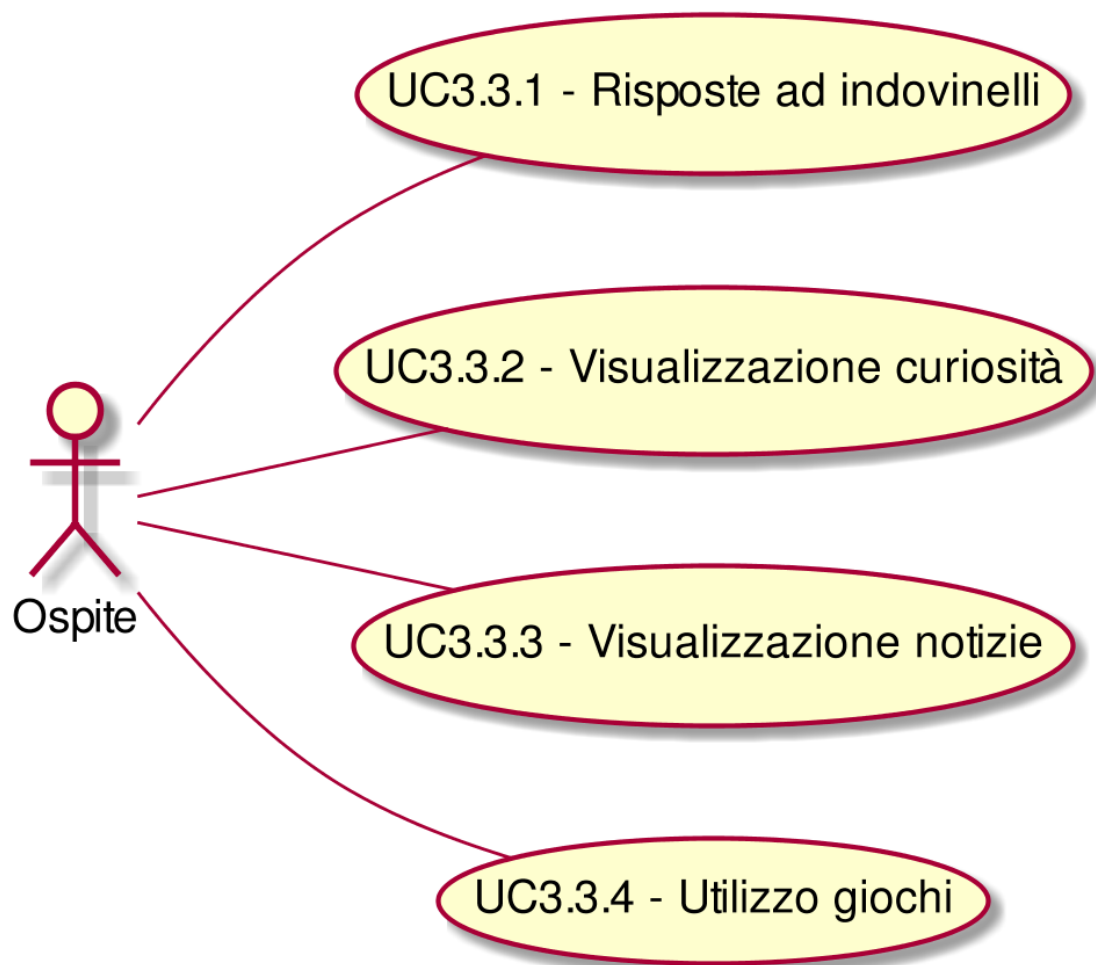 UC3.3.1 - Risposte ad indovinelli
UC3.3.2 - Visualizzazione curiosità
Ospite
UC3.3.3 - Visualizzazione notizie
UC3.3.4 - Utilizzo giochi